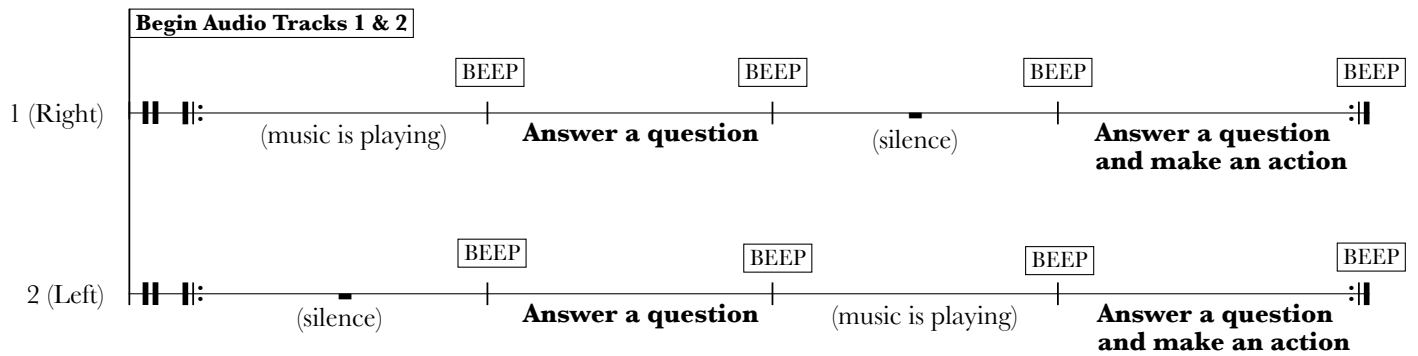 Begin Audio Tracks 1 & 2
BEEP BEEP BEEP BEEP
1 (Right)
(music is playing) Answer a question (silence) Answer a question
and make an action
BEEP BEEP BEEP BEEP
2 (Left)
(silence) Answer a question (music is playing) Answer a question
and make an action